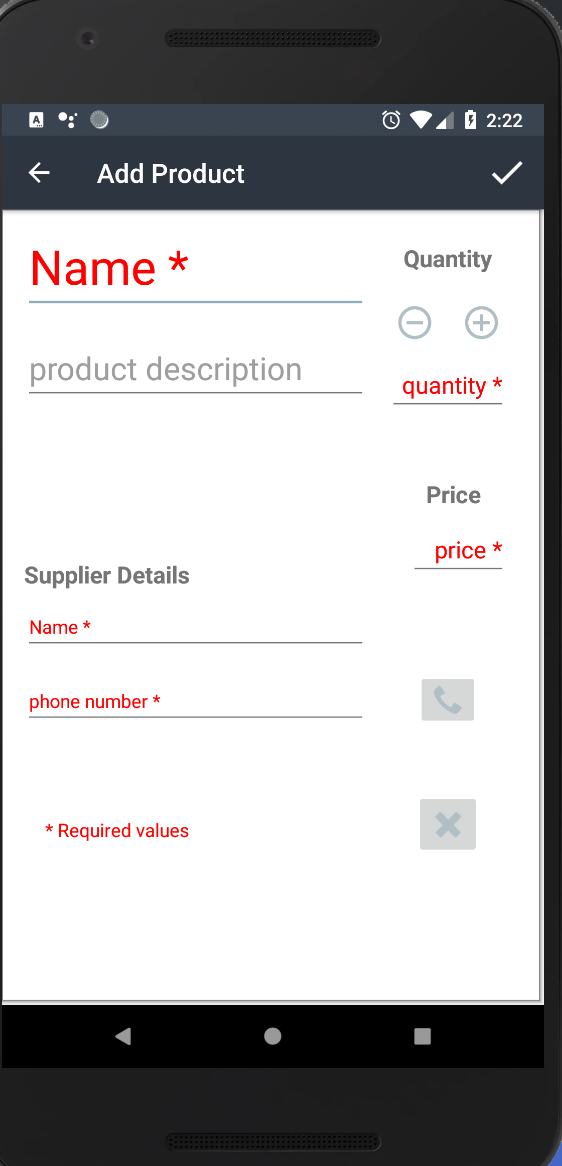 2:22
Add Product
Name *
Quantity
product description
quantity *
Price
price *
Supplier Details
Name *
phone number *
* Required values